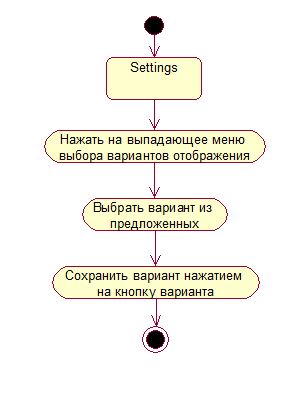 Settings
Нажать на выпадающее меню
выбора вариантов отображения
Выбрать вариант из
предложенных
Сохранить вариант нажатием
на кнопку варианта